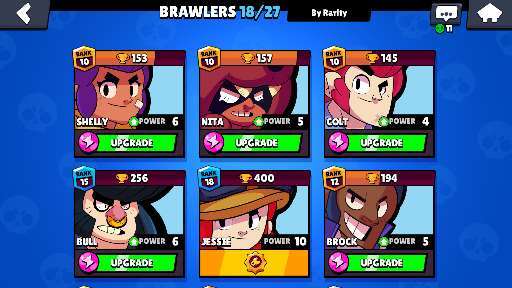 BRAWLERS 18/27
By Rarity
11
RANK 10 153
SHELLY POWER 6
UPGRADE
RANK 10 157
NITA POWER 5
UPGRADE
RANK 10 145
COLT POWER 4
UPGRADE
RANK 15 256
BULL POWER 6
UPGRADE
RANK 18 400
JESSIE POWER 10
RANK 12 194
BROCK POWER 5
UPGRADE